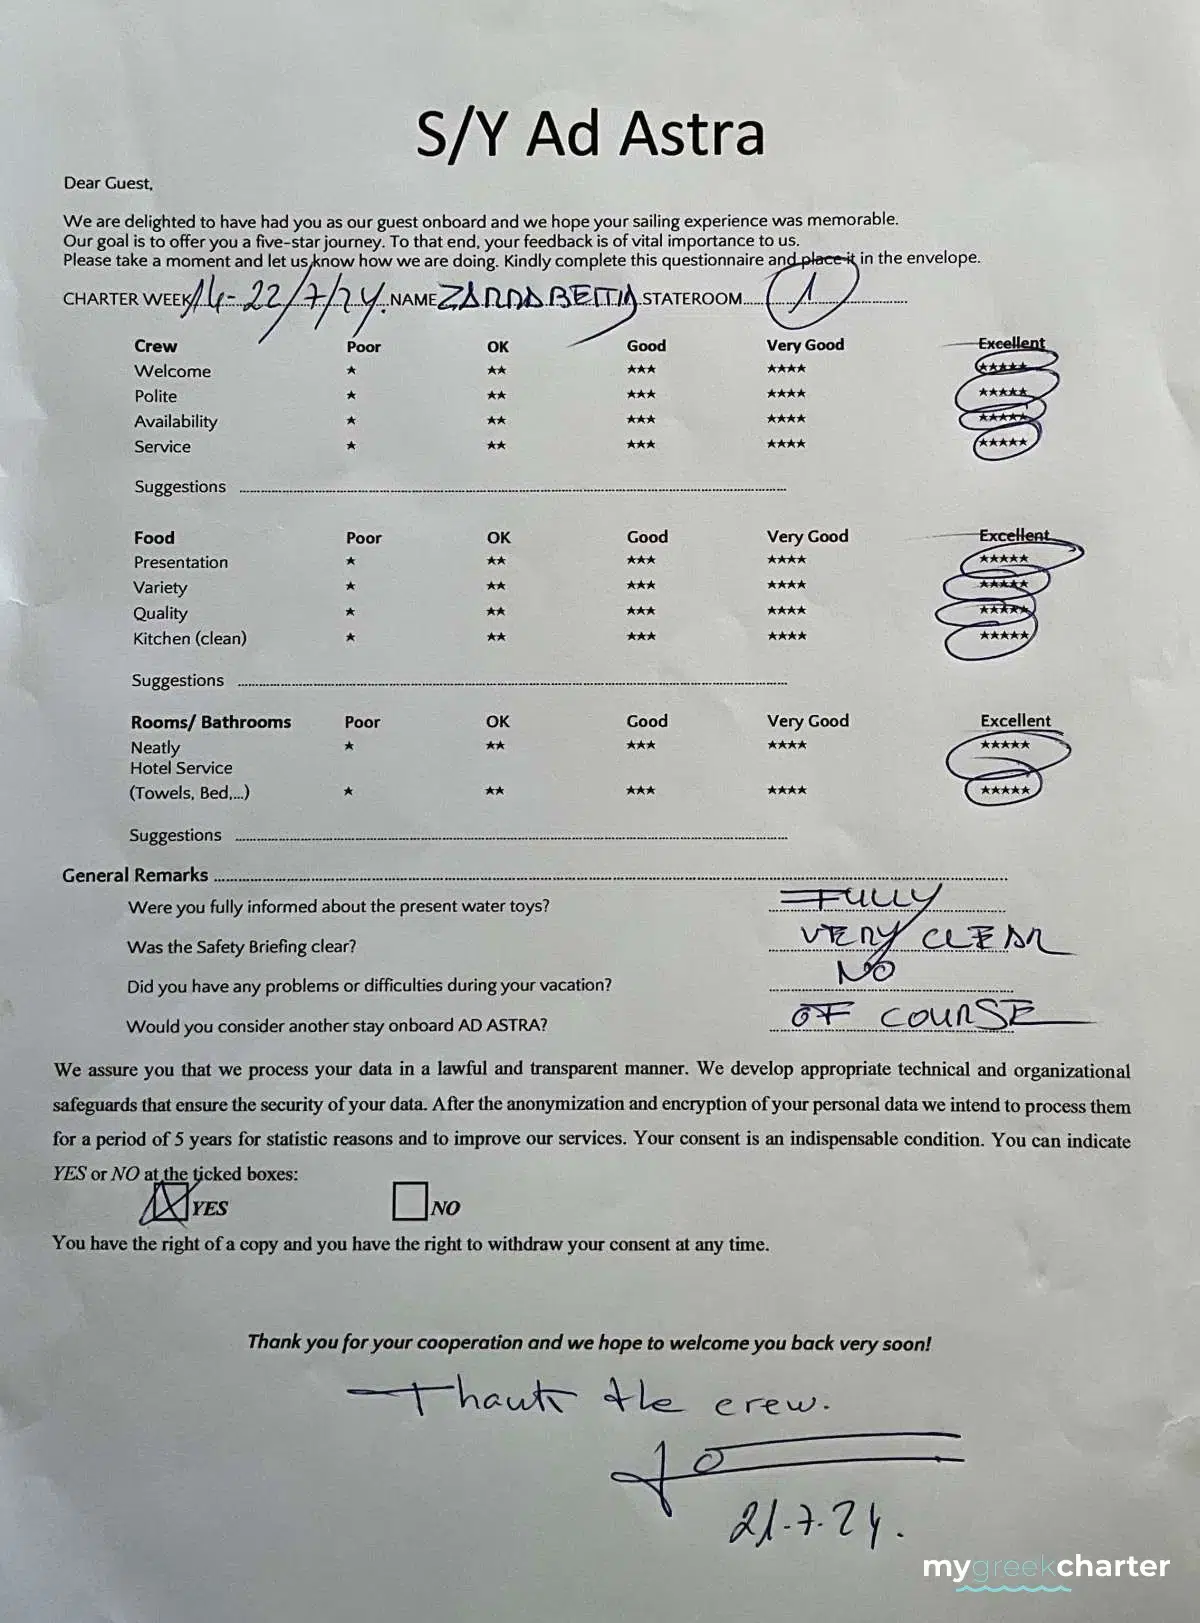 S/Y Ad Astra
Dear Guest,
We are delighted to have had you as our guest onboard and we hope your sailing experience was memorable.
Our goal is to offer you a five-star journey. To that end, your feedback is of vital importance to us.
Please take a moment and let us know how we are doing. Kindly complete this questionnaire and place it in the envelope.
CHARTER WEEK 14-22/7/24. NAME ZARRABEITIA STATEROOM 1
Crew Poor OK Good Very Good Excellent
Welcome ★ ★★ ★★★ ★★★★ ★★★★★
Polite ★ ★★ ★★★ ★★★★ ★★★★★
Availability ★ ★★ ★★★ ★★★★ ★★★★★
Service ★ ★★ ★★★ ★★★★ ★★★★★
Suggestions
Food Poor OK Good Very Good Excellent
Presentation ★ ★★ ★★★ ★★★★ ★★★★★
Variety ★ ★★ ★★★ ★★★★ ★★★★★
Quality ★ ★★ ★★★ ★★★★ ★★★★★
Kitchen (clean) ★ ★★ ★★★ ★★★★ ★★★★★
Suggestions
Rooms/ Bathrooms Poor OK Good Very Good Excellent
Neatly ★ ★★ ★★★ ★★★★ ★★★★★
Hotel Service
(Towels, Bed,...) ★ ★★ ★★★ ★★★★ ★★★★★
Suggestions
General Remarks
Were you fully informed about the present water toys? FULLY
Was the Safety Briefing clear? VERY CLEAR
Did you have any problems or difficulties during your vacation? NO
Would you consider another stay onboard AD ASTRA? OF COURSE
We assure you that we process your data in a lawful and transparent manner. We develop appropriate technical and organizational
safeguards that ensure the security of your data. After the anonymization and encryption of your personal data we intend to process them
for a period of 5 years for statistic reasons and to improve our services. Your consent is an indispensable condition. You can indicate
YES or NO at the ticked boxes:
YES NO
You have the right of a copy and you have the right to withdraw your consent at any time.
Thank you for your cooperation and we hope to welcome you back very soon!
Thank the crew.
21.7.24.
mygreekcharter